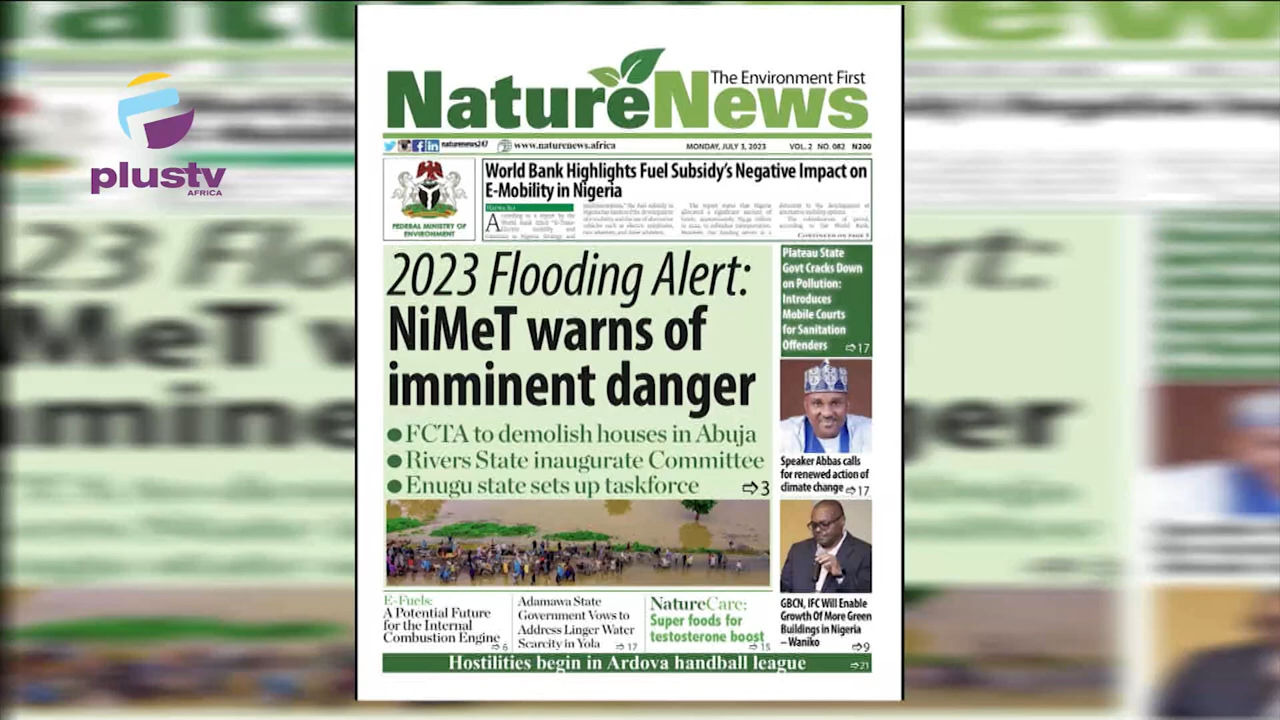 plustv
AFRICA
The Environment First
NatureNews
naturenews247
www.naturenews.africa
MONDAY, JULY 3, 2023
VOL. 2 NO. 082
N200
FEDERAL MINISTRY OF
ENVIRONMENT
World Bank Highlights Fuel Subsidy's Negative Impact on
E-Mobility in Nigeria
CONTINUED ON PAGE
2023 Flooding Alert:
NiMeT warns of
imminent danger
● FCTA to demolish houses in Abuja
● Rivers State inaugurate Committee
● Enugu state sets up taskforce
⇨3
Plateau State
Govt Cracks Down
on Pollution:
Introduces
Mobile Courts
for Sanitation
Offenders ⇨17
Speaker Abbas calls
for renewed action of
climate change ⇨17
GBCN, IFC Will Enable
Growth Of More Green
Buildings in Nigeria
– Waniko ⇨9
E-Fuels:
A Potential Future
for the Internal
Combustion Engine ⇨6
Adamawa State
Government Vows to
Address Linger Water
Scarcity in Yola ⇨17
NatureCare:
Super foods for
testosterone boost
⇨15
Hostilities begin in Ardova handball league ⇨21